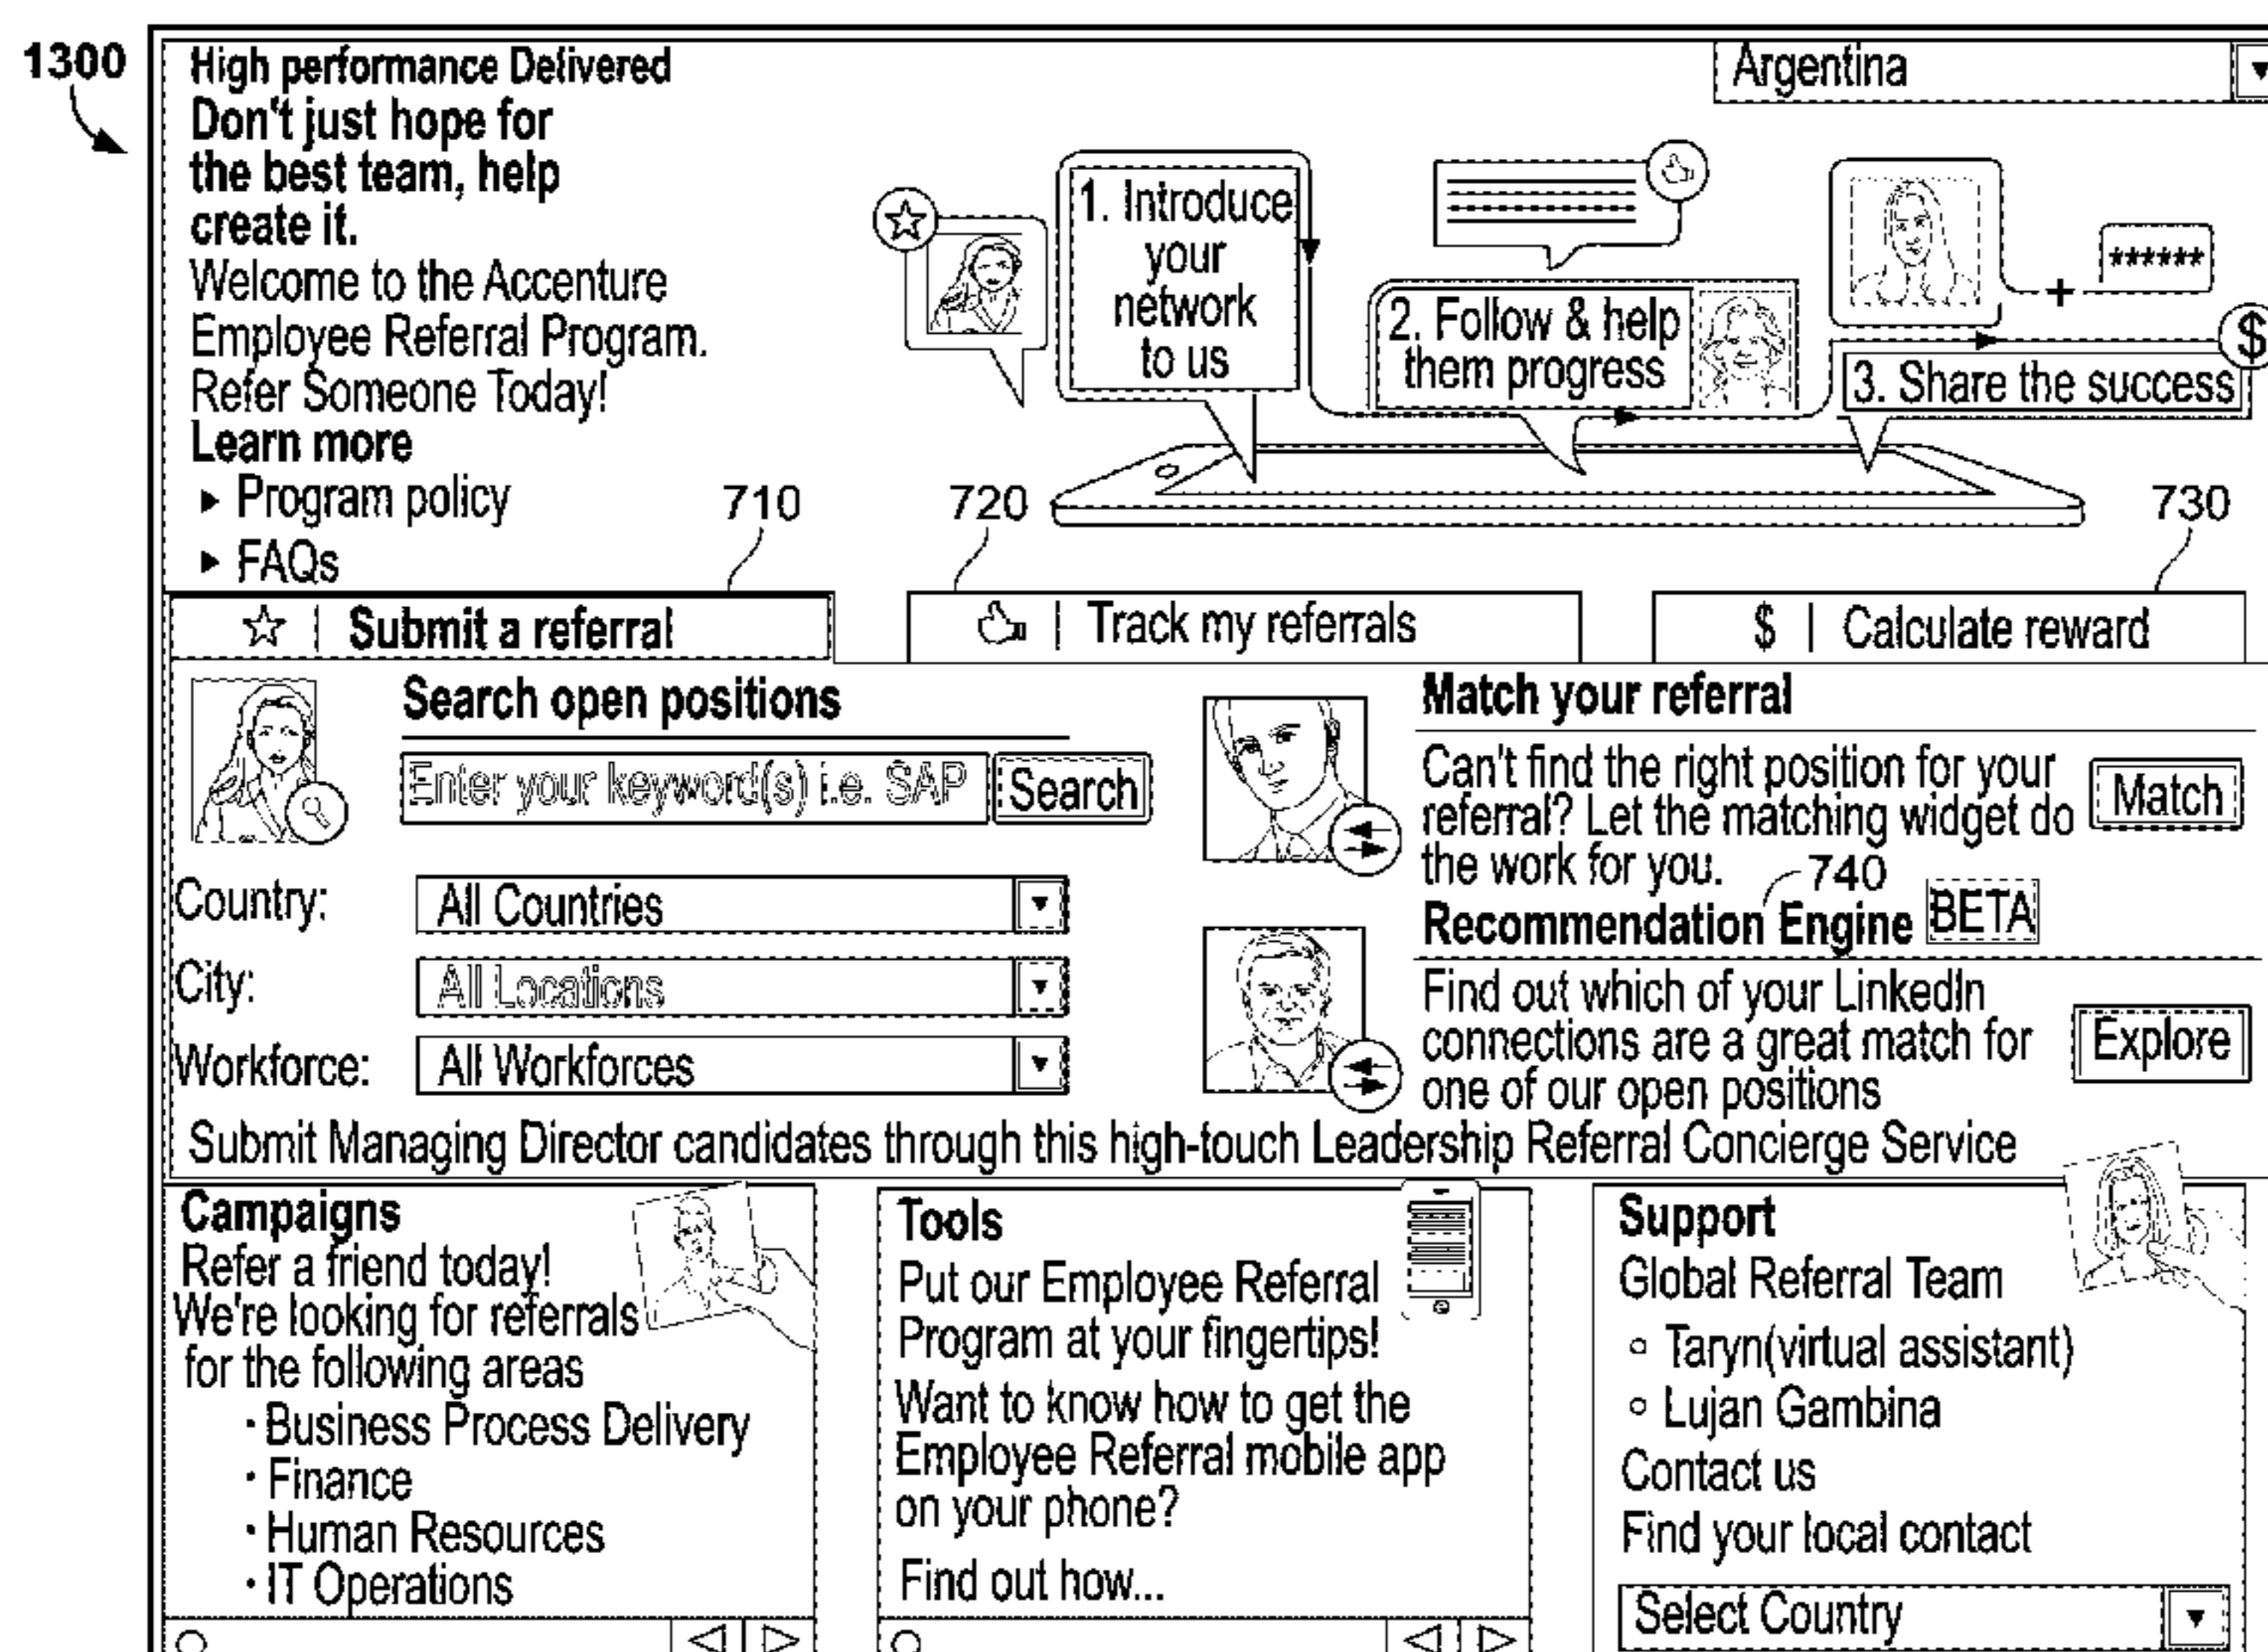 1300
High performance Delivered
Argentina
Don't just hope for
the best team, help
create it.
Welcome to the Accenture
Employee Referral Program.
Refer Someone Today!
Learn more
Program policy
FAQs
1. Introduce
your
network
to us
2. Follow & help
them progress
******
+
$
3. Share the success
710
720
730
Submit a referral
Track my referrals
$ | Calculate reward
Search open positions
Enter your keyword(s) i.e. SAP
Search
Country:
All Countries
City:
All Locations
Workforce:
All Workforces
Match your referral
Can't find the right position for your
referral? Let the matching widget do
the work for you.
Match
740
Recommendation Engine BETA
Find out which of your LinkedIn
connections are a great match for
one of our open positions
Explore
Submit Managing Director candidates through this high-touch Leadership Referral Concierge Service
Campaigns
Refer a friend today!
We're looking for referrals
for the following areas
· Business Process Delivery
· Finance
· Human Resources
· IT Operations
Tools
Put our Employee Referral
Program at your fingertips!
Want to know how to get the
Employee Referral mobile app
on your phone?
Find out how...
Support
Global Referral Team
Taryn(virtual assistant)
Lujan Gambina
Contact us
Find your local contact
Select Country